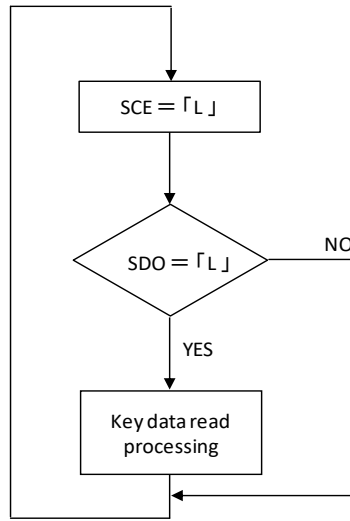 SCE＝「L」
SDO＝「L」
NO
YES
Key data read
processing